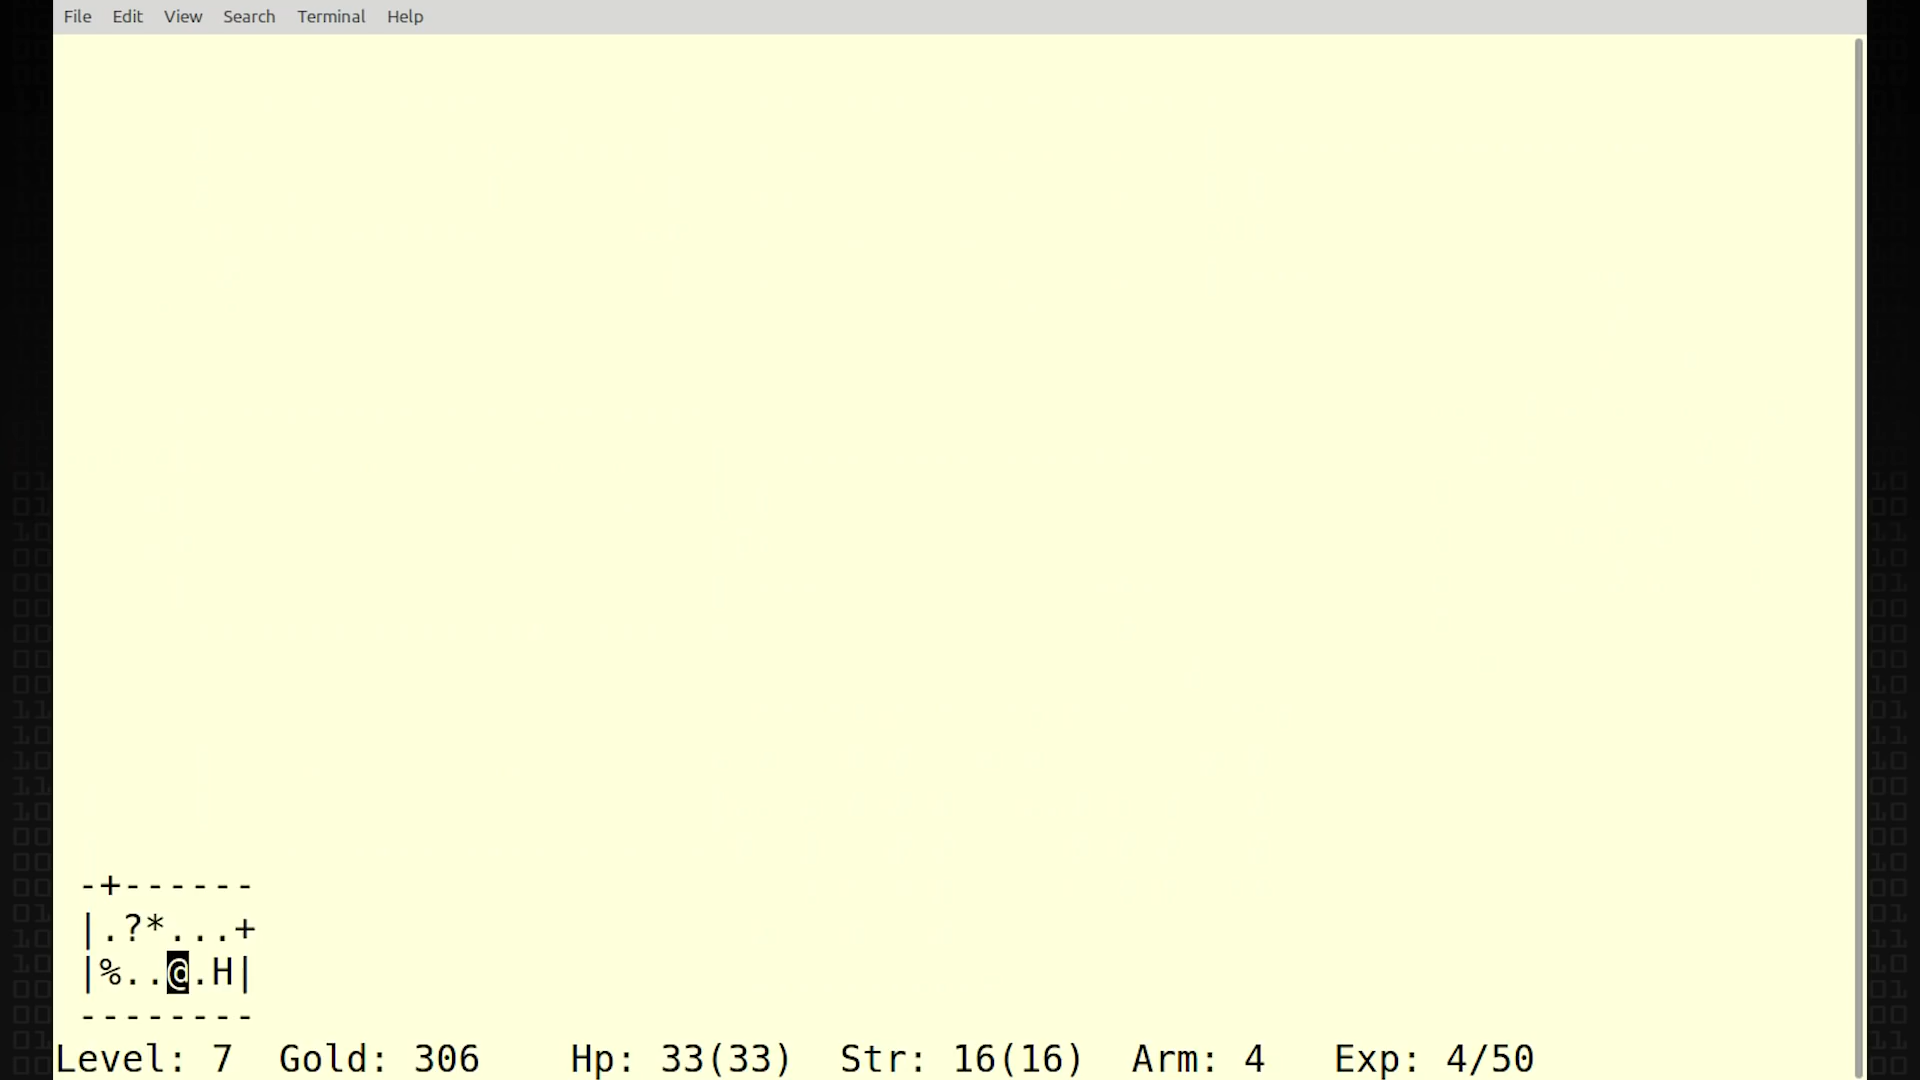 File Edit View Search Terminal Help
-+------
|.?*...+
|%..@.H|
--------
Level: 7 Gold: 306 Hp: 33(33) Str: 16(16) Arm: 4 Exp: 4/50